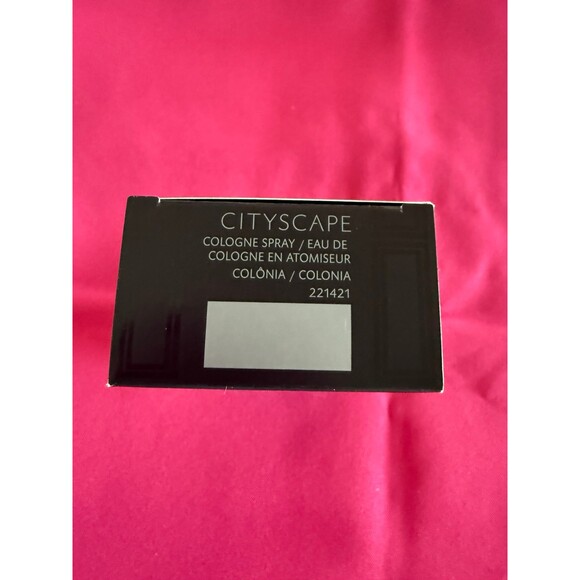 CITYSCAPE
COLOGNE SPRAY / EAU DE
COLOGNE EN ATOMISEUR
COLÔNIA / COLONIA
221421